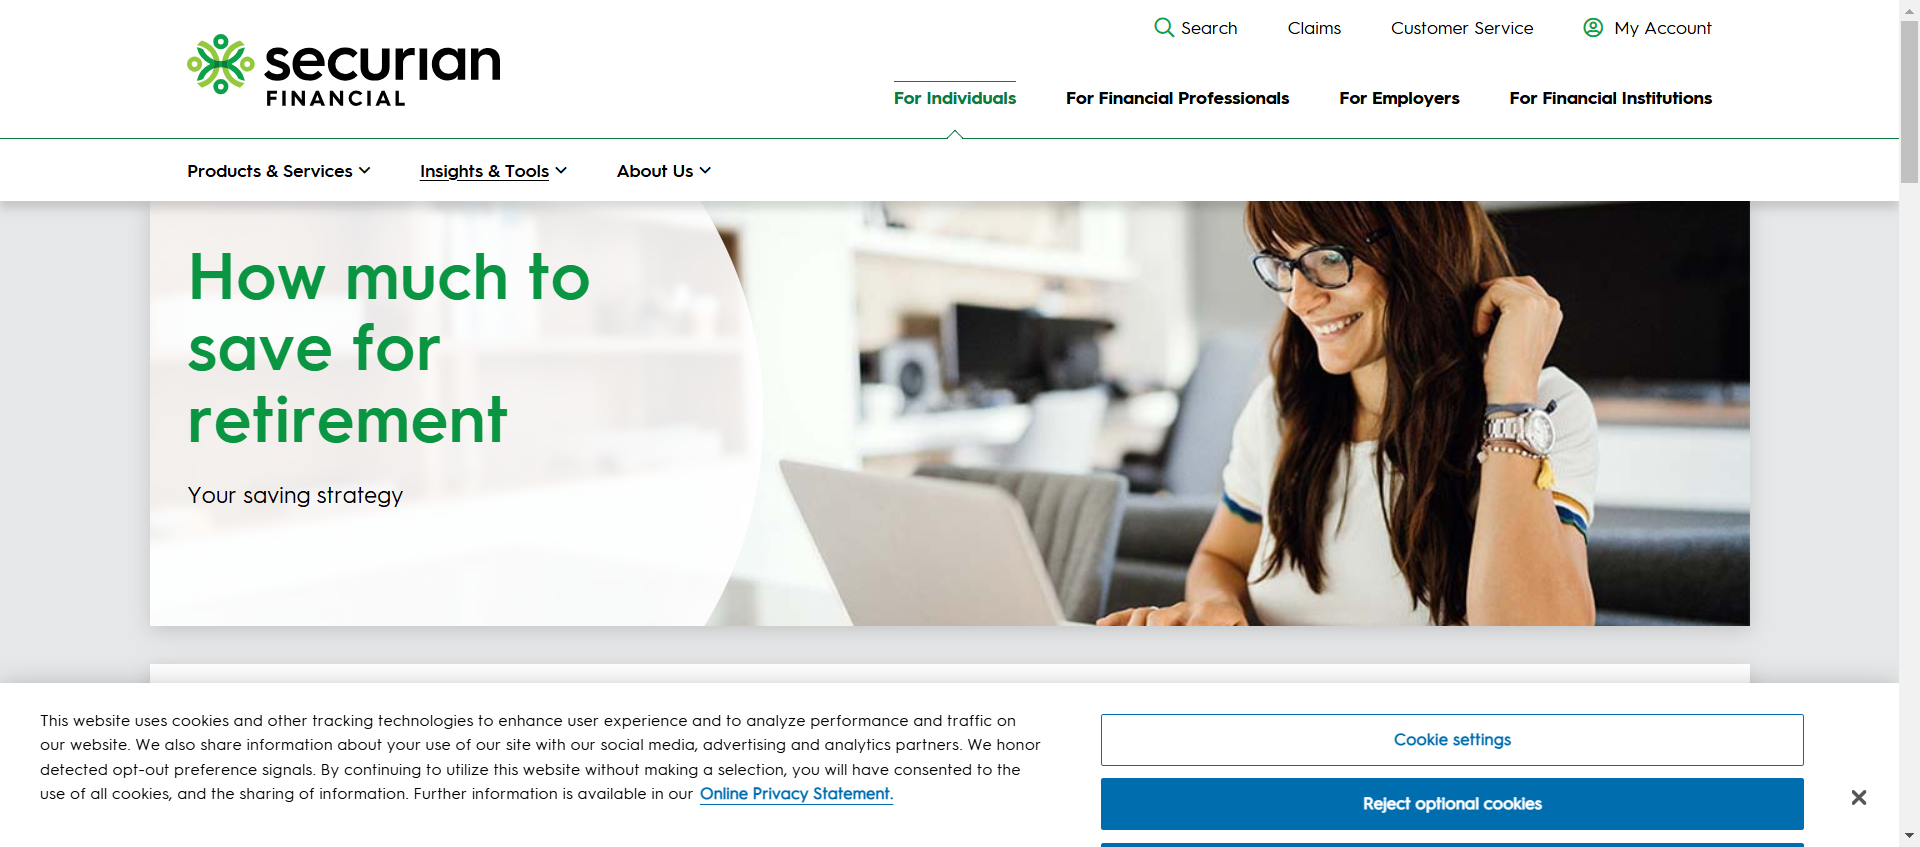 Search
Claims
Customer Service
My Account
securian
FINANCIAL
For Individuals
For Financial Professionals
For Employers
For Financial Institutions
Products & Services
Insights & Tools
About Us
How much to
save for
retirement
Your saving strategy
This website uses cookies and other tracking technologies to enhance user experience and to analyze performance and traffic on
our website. We also share information about your use of our site with our social media, advertising and analytics partners. We honor
detected opt-out preference signals. By continuing to utilize this website without making a selection, you will have consented to the
use of all cookies, and the sharing of information. Further information is available in our Online Privacy Statement.
Cookie settings
Reject optional cookies